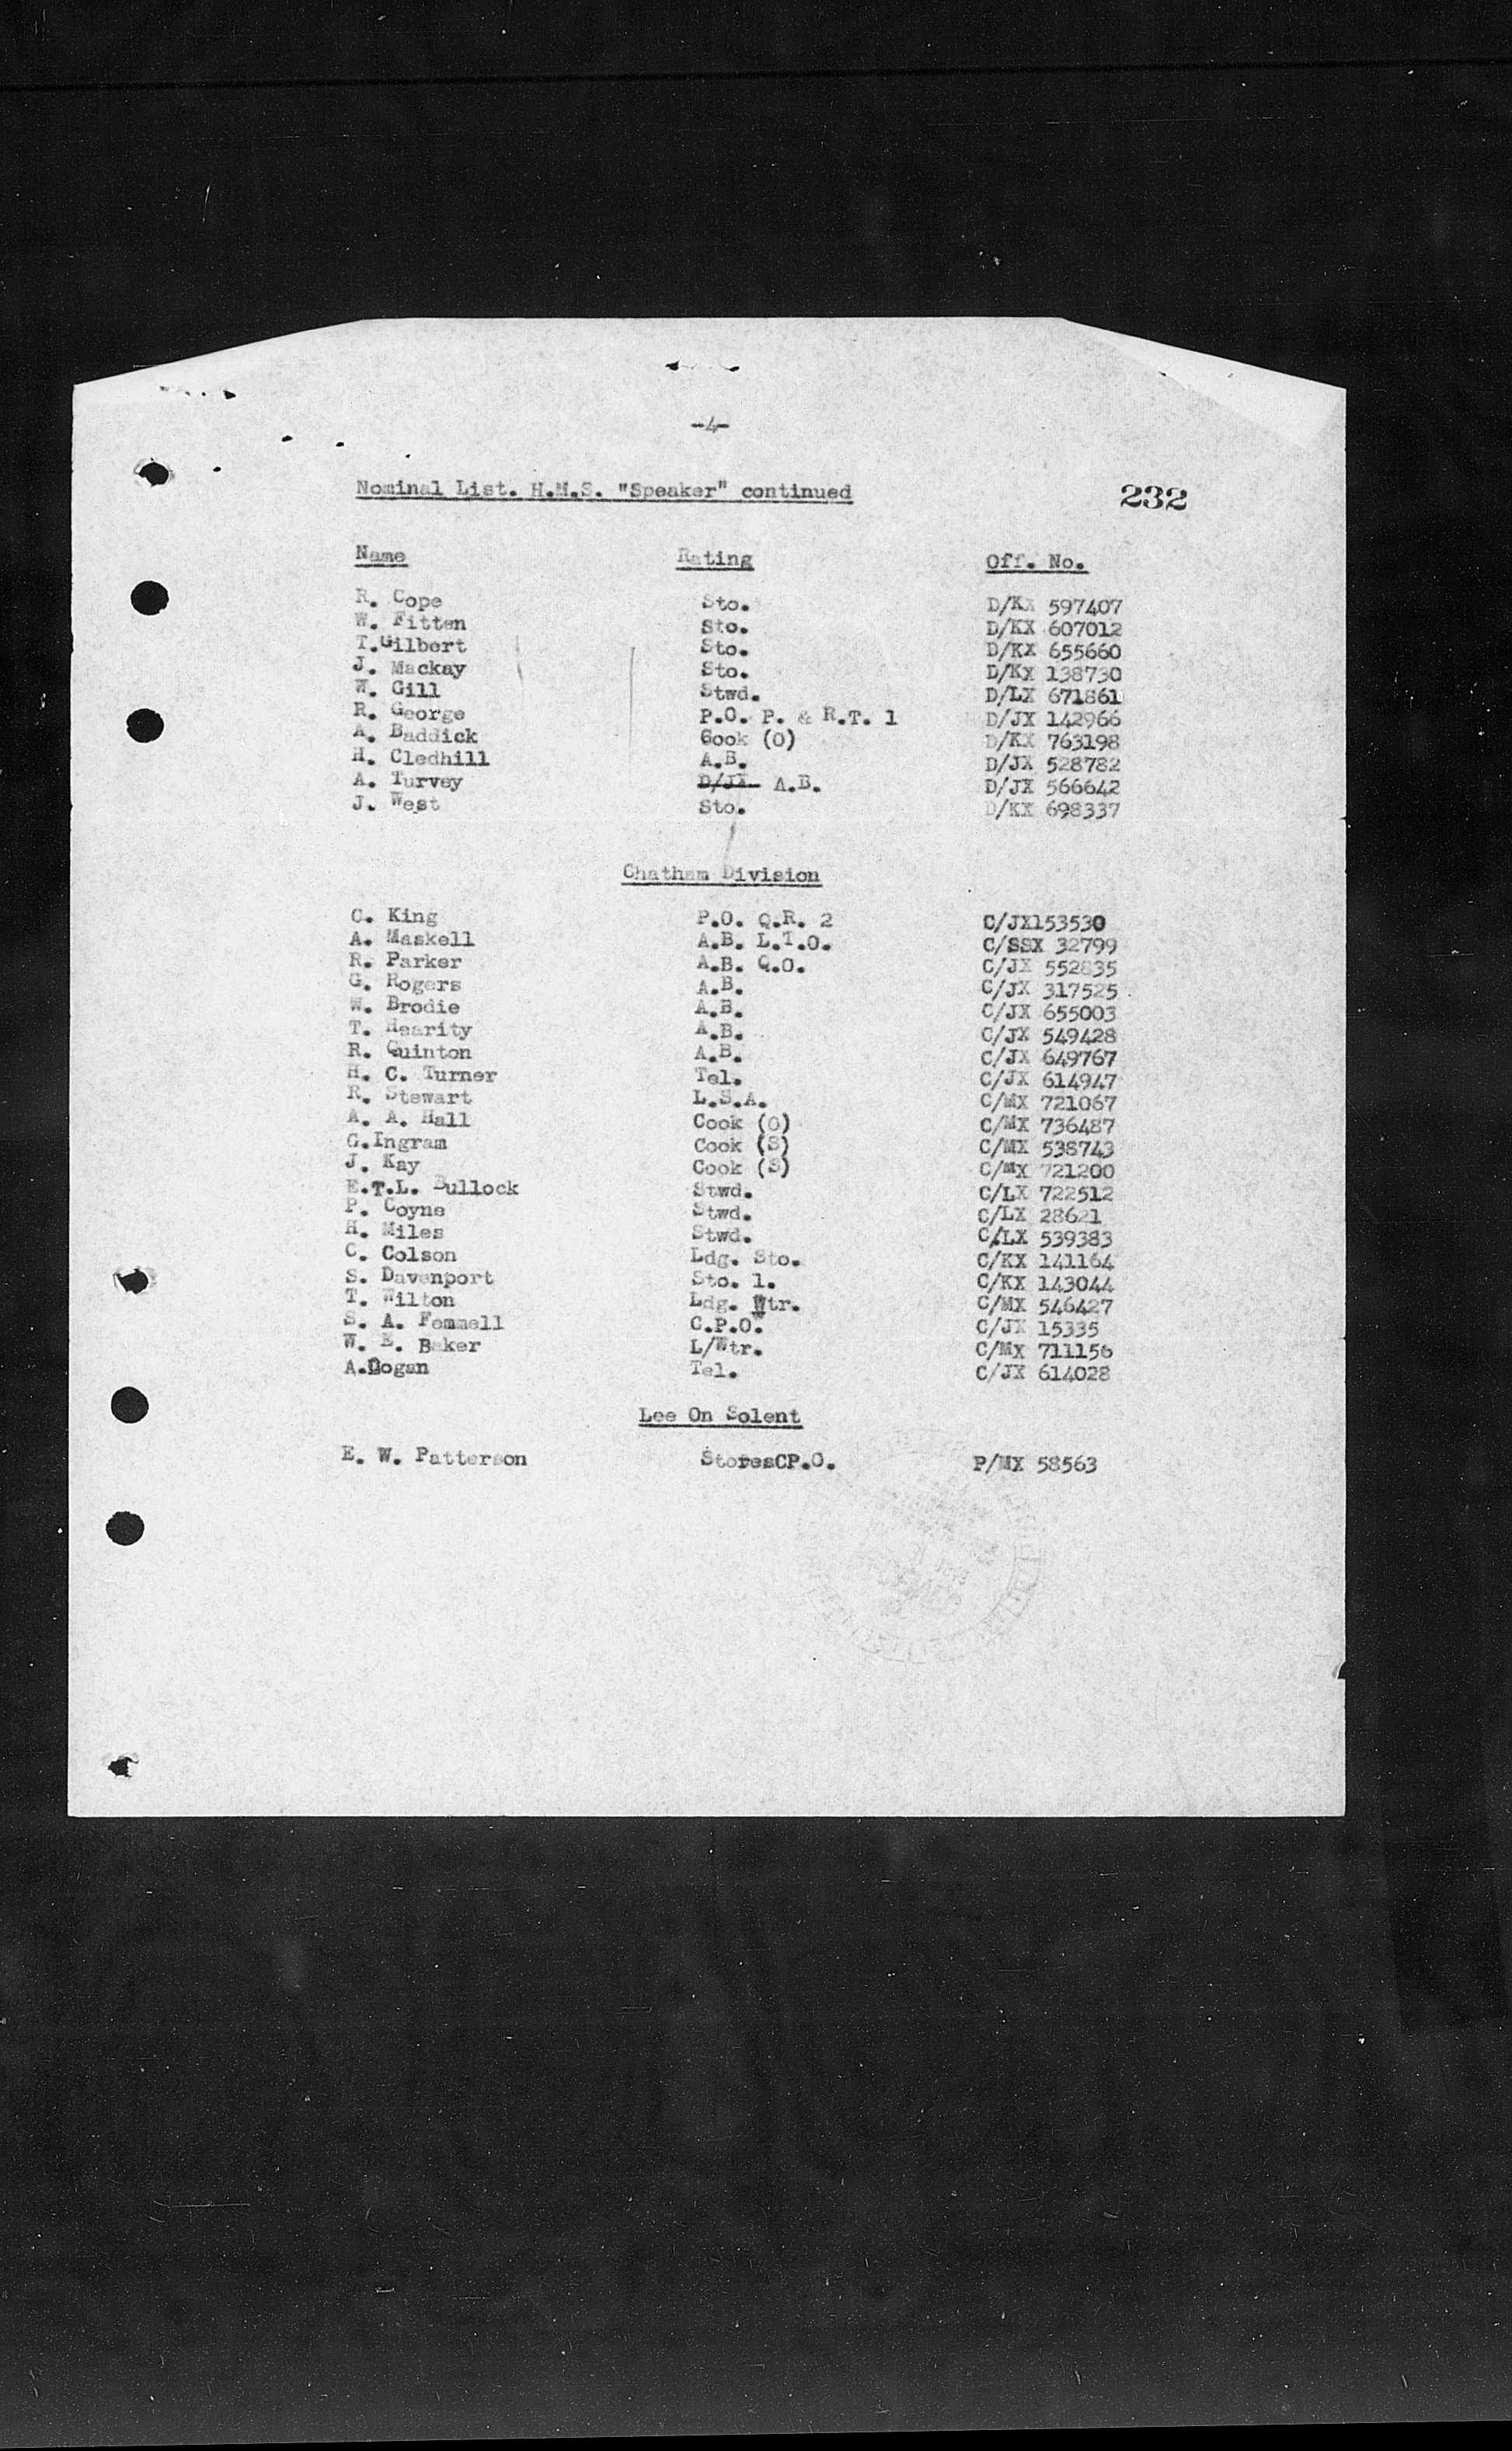 -4-
Nominal List. H.M.S. "Speaker" continued
232
Name Rating Off. No.
R. Cope Sto. D/KX 597407
W. Fitten Sto. D/KX 607012
T.Gilbert Sto. D/KX 655660
J. Mackay Sto. D/KX 138730
W. Gill Stwd. D/LX 671861
R. George P.O. P. & R.T. 1 D/JX 142966
A. Baddick Cook (O) D/KX 763198
H. Cledhill A.B. D/JX 528782
A. Turvey D/JX A.B. D/JX 566642
J. West Sto. D/KX 698337
Chatham Division
C. King P.O. Q.R. 2 C/JX153530
A. Maskell A.B. L.T.O. C/SSX 32799
R. Parker A.B. Q.O. C/JX 552835
G. Rogers A.B. C/JX 317525
W. Brodie A.B. C/JX 655003
T. Hearity A.B. C/JX 549428
R. Quinton A.B. C/JX 649767
H. C. Turner Tel. C/JX 614947
R. Stewart L.S.A. C/MX 721067
A. A. Hall Cook (O) C/MX 736487
G.Ingram Cook (S) C/MX 538743
J. Kay Cook (S) C/MX 721200
E.T.L. Bullock Stwd. C/LX 722512
P. Coyne Stwd. C/LX 28621
H. Miles Stwd. C/LX 539383
C. Colson Ldg. Sto. C/KX 141164
S. Davenport Sto. 1. C/KX 143044
T. Wilton Ldg. Wtr. C/MX 546427
S. A. Femmell C.P.O. C/JX 15335
W. E. Baker L/Wtr. C/MX 711156
A.Dogan Tel. C/JX 614028
Lee On Solent
E. W. Patterson StoresCP.O. P/MX 58563